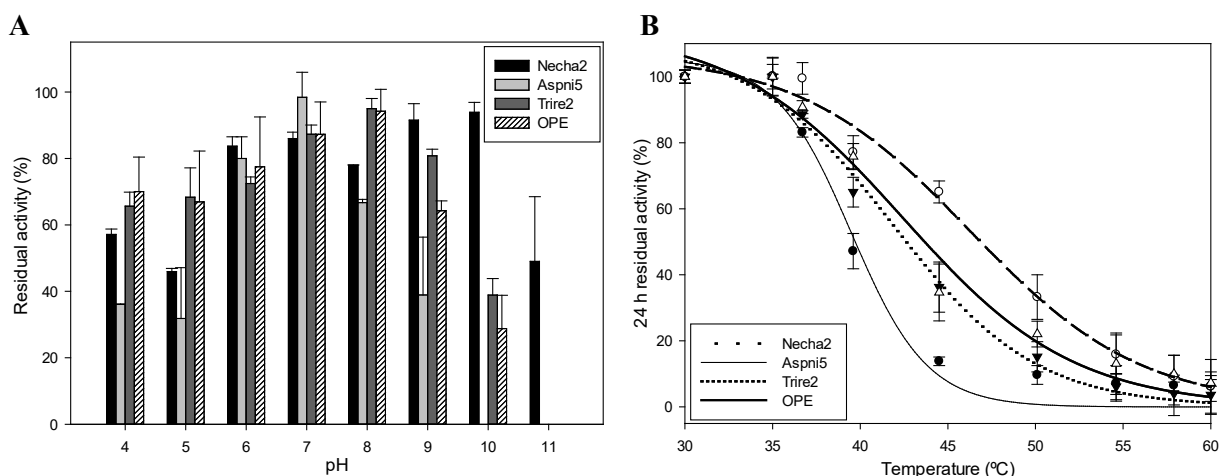 A
Residual activity (%)
100
80
60
40
20
0
Necha2
Aspni5
Trire2
OPE
4 5 6 7 8 9 10 11
pH
B
24 h residual activity (%)
100
80
60
40
20
0
Necha2
Aspni5
Trire2
OPE
30 35 40 45 50 55 60
Temperature (ºC)